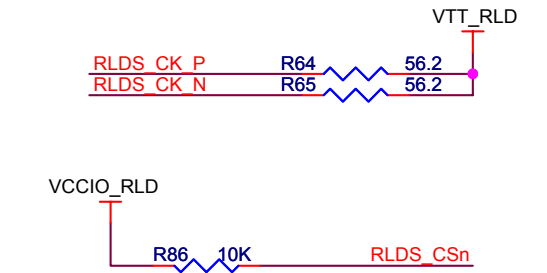 VTT_RLD
RLDS_CK_P R64 56.2
RLDS_CK_N R65 56.2
VCCIO_RLD
R86 10K RLDS_CSn